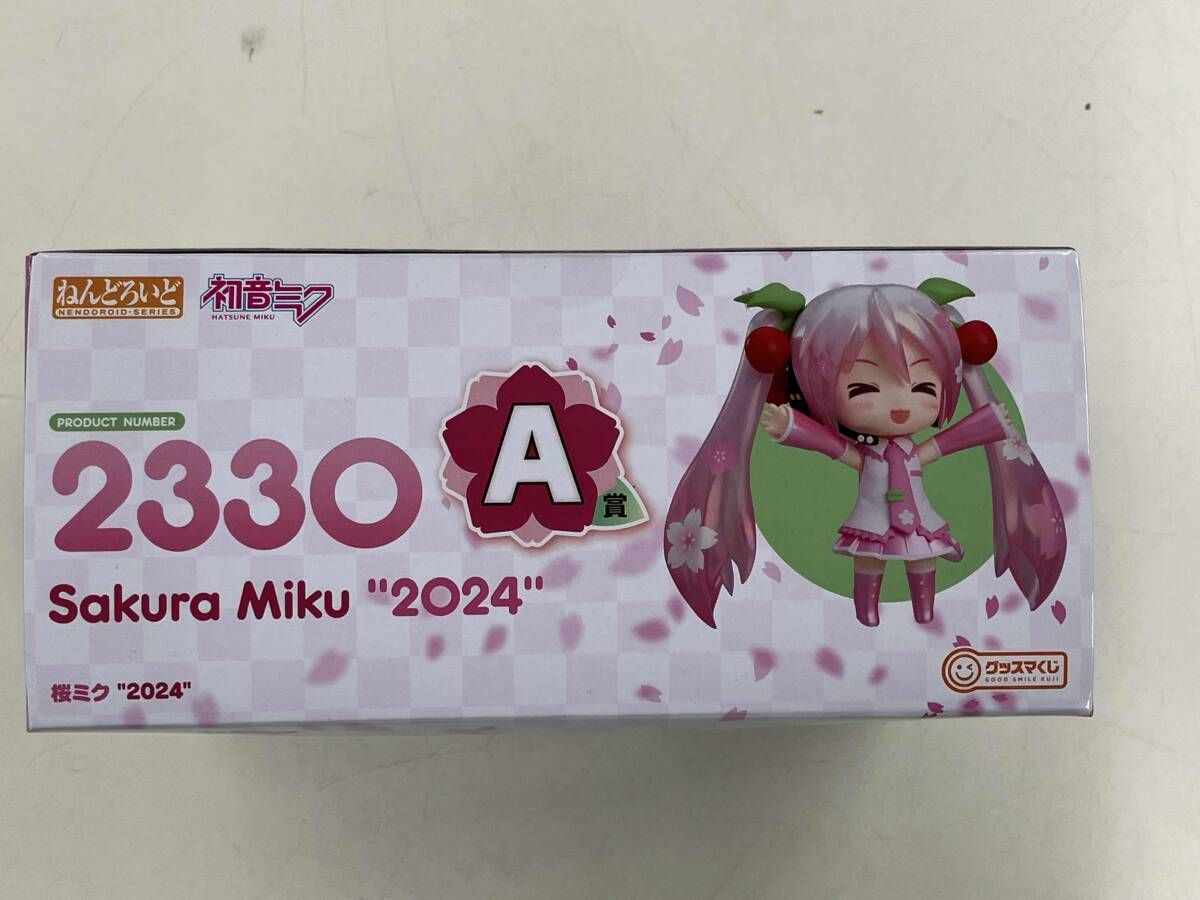 ねんどろいど
NENDOROID·SERIES
初音ミク
HATSUNE MIKU
PRODUCT NUMBER
2330
A
賞
Sakura Miku "2024"
桜ミク "2024"
グッスマくじ
GOOD SMILE KUJI